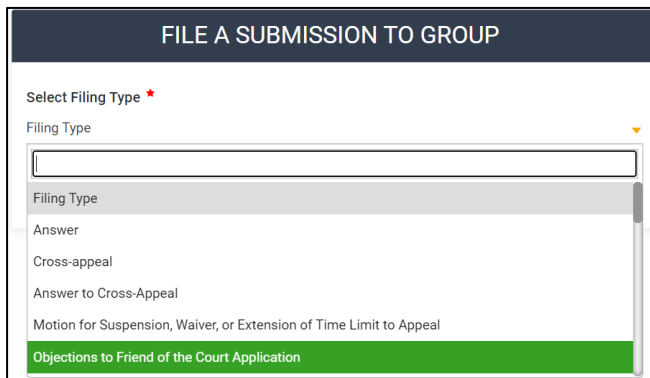 FILE A SUBMISSION TO GROUP
Select Filing Type *
Filing Type
Filing Type
Answer
Cross-appeal
Answer to Cross-Appeal
Motion for Suspension, Waiver, or Extension of Time Limit to Appeal
Objections to Friend of the Court Application